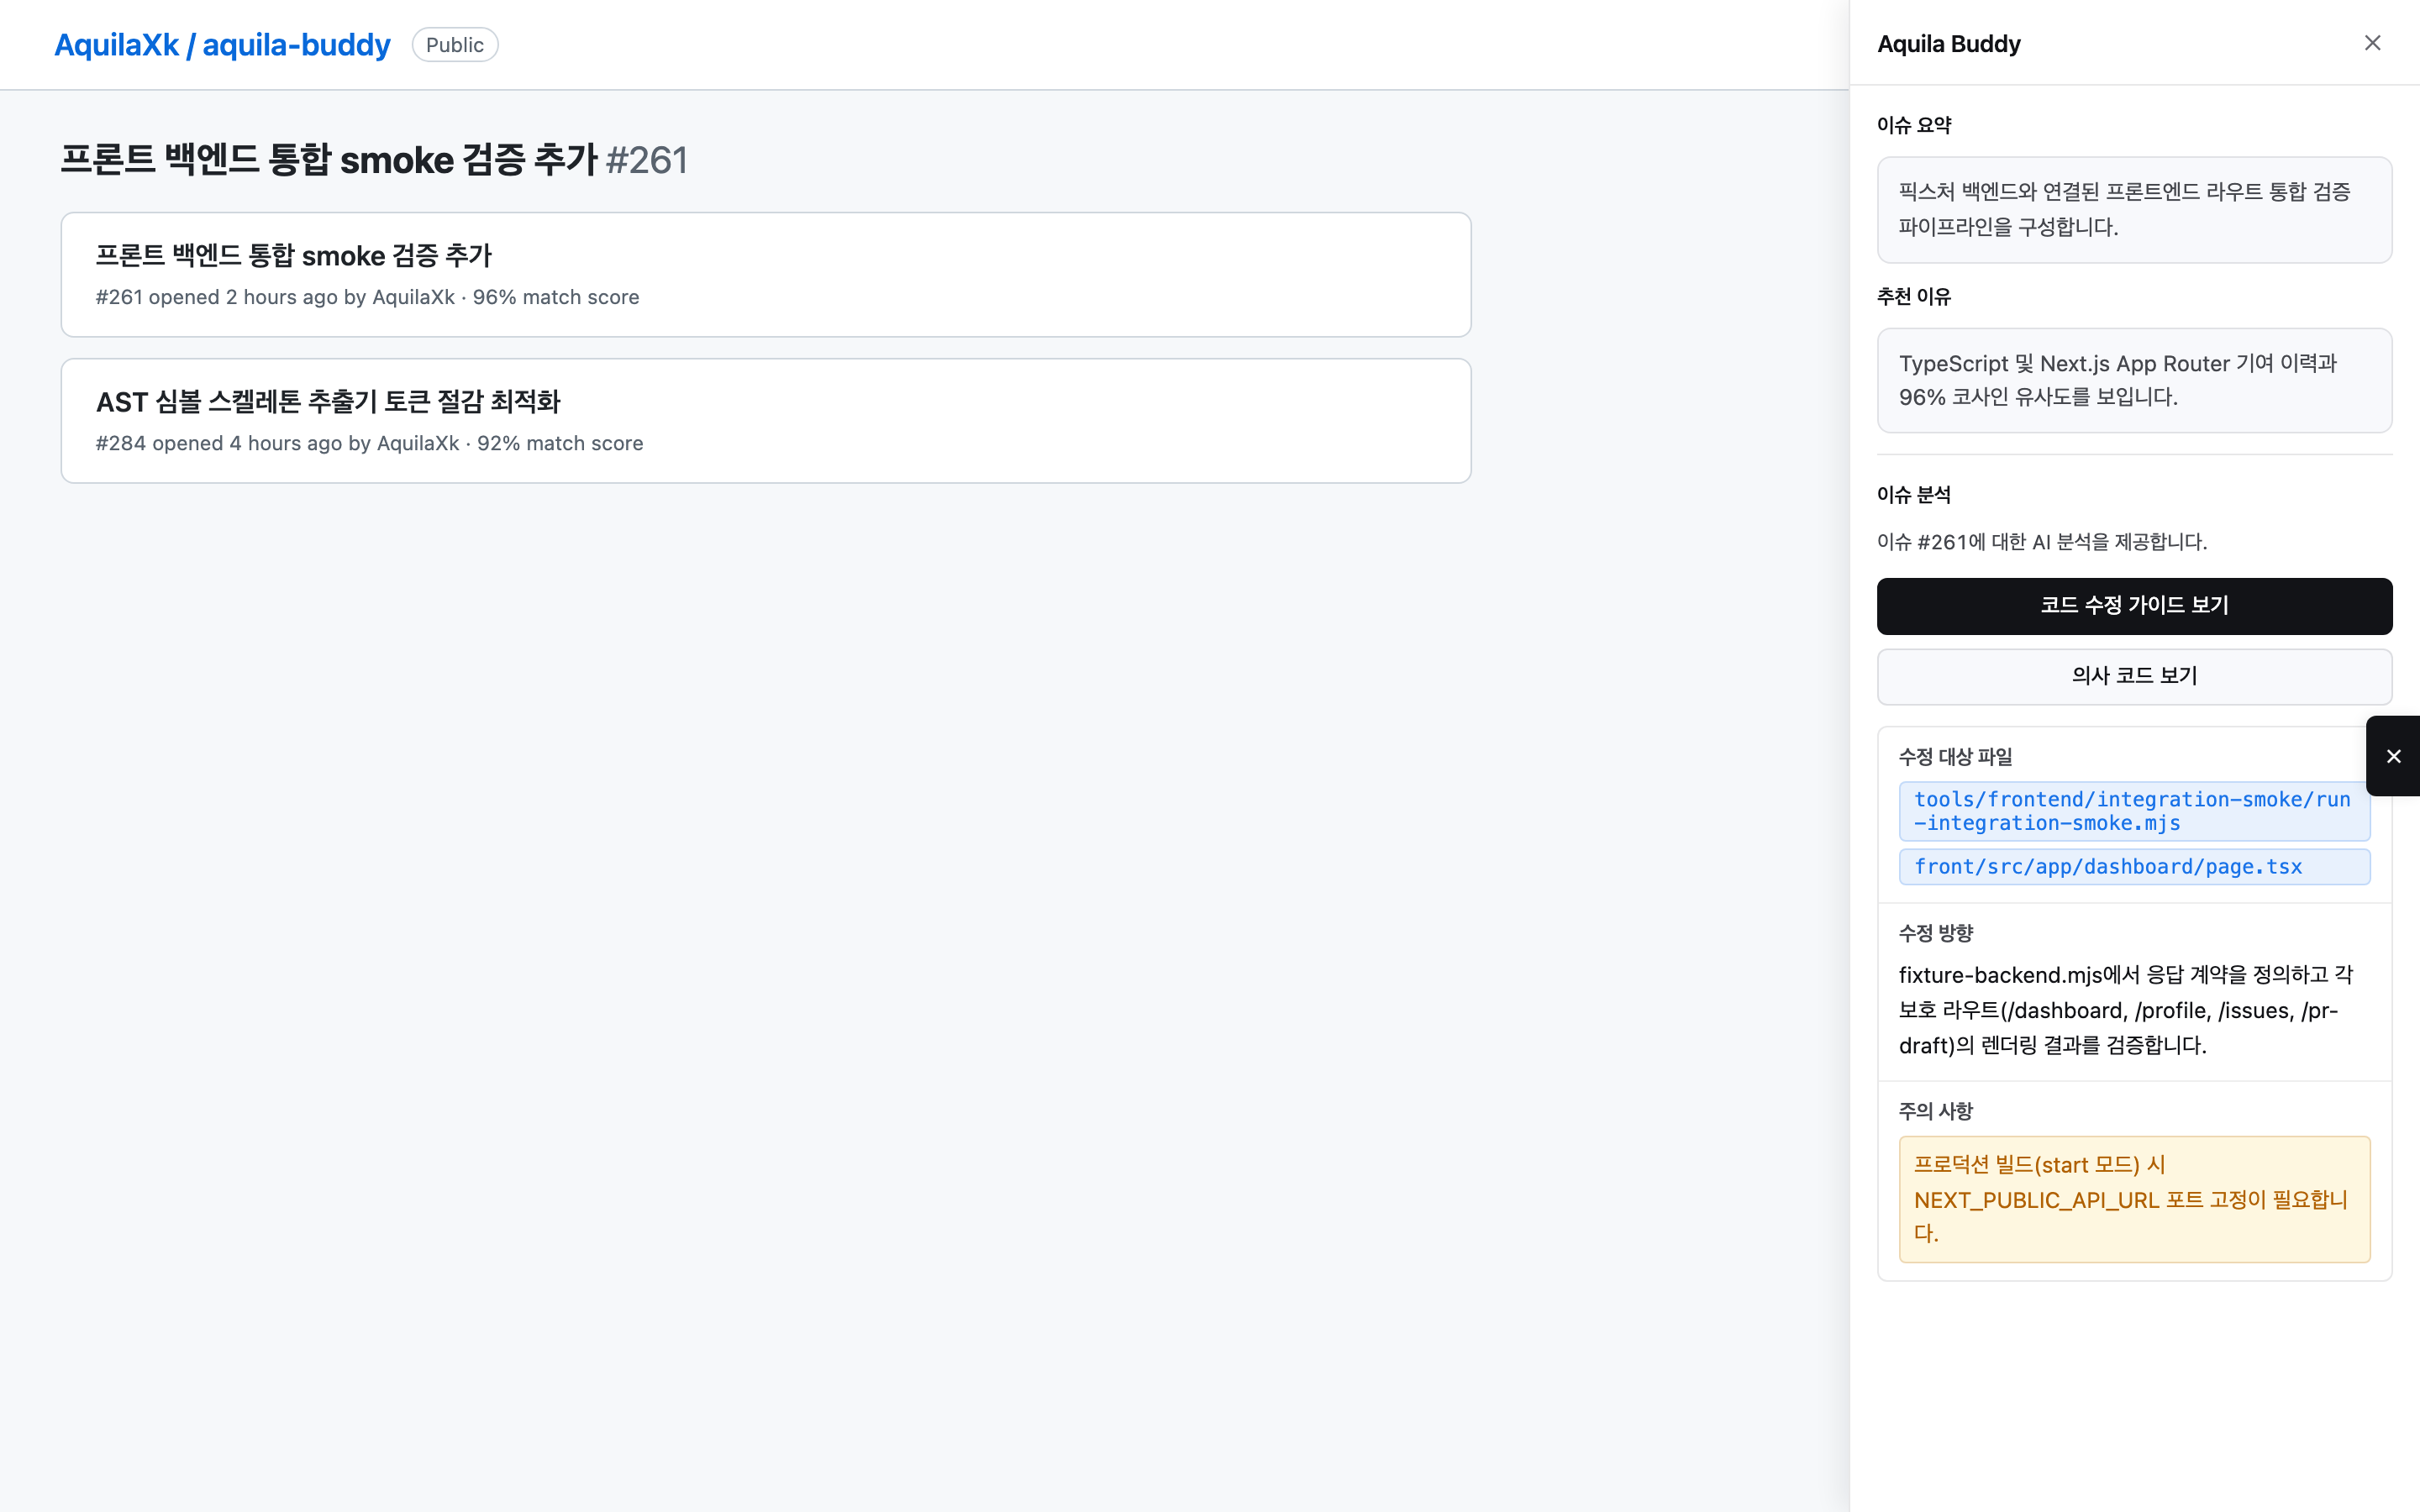 AquilaXk / aquila-buddy Public
프론트 백엔드 통합 smoke 검증 추가 #261
프론트 백엔드 통합 smoke 검증 추가
#261 opened 2 hours ago by AquilaXk · 96% match score
AST 심볼 스켈레톤 추출기 토큰 절감 최적화
#284 opened 4 hours ago by AquilaXk · 92% match score
Aquila Buddy
이슈 요약
픽스처 백엔드와 연결된 프론트엔드 라우트 통합 검증
파이프라인을 구성합니다.
추천 이유
TypeScript 및 Next.js App Router 기여 이력과
96% 코사인 유사도를 보입니다.
이슈 분석
이슈 #261에 대한 AI 분석을 제공합니다.
코드 수정 가이드 보기
의사 코드 보기
수정 대상 파일
tools/frontend/integration-smoke/run
-integration-smoke.mjs
front/src/app/dashboard/page.tsx
수정 방향
fixture-backend.mjs에서 응답 계약을 정의하고 각
보호 라우트(/dashboard, /profile, /issues, /pr-
draft)의 렌더링 결과를 검증합니다.
주의 사항
프로덕션 빌드(start 모드) 시
NEXT_PUBLIC_API_URL 포트 고정이 필요합니
다.